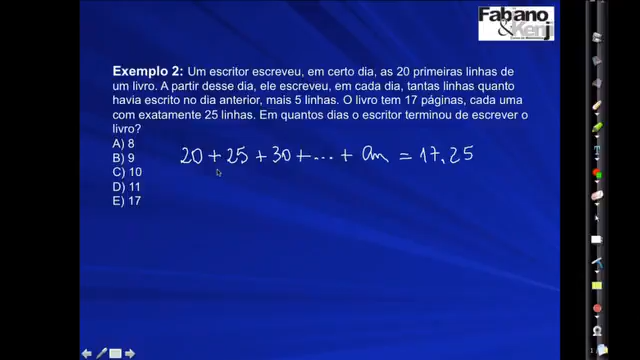 Fabiano
& Kenji
Exemplo 2: Um escritor escreveu, em certo dia, as 20 primeiras linhas de
um livro. A partir desse dia, ele escreveu, em cada dia, tantas linhas quanto
havia escrito no dia anterior, mais 5 linhas. O livro tem 17 páginas, cada uma
com exatamente 25 linhas. Em quantos dias o escritor terminou de escrever o
livro?
A) 8
B) 9
C) 10
D) 11
E) 17
20 + 25 + 30 + ... + an = 17.25